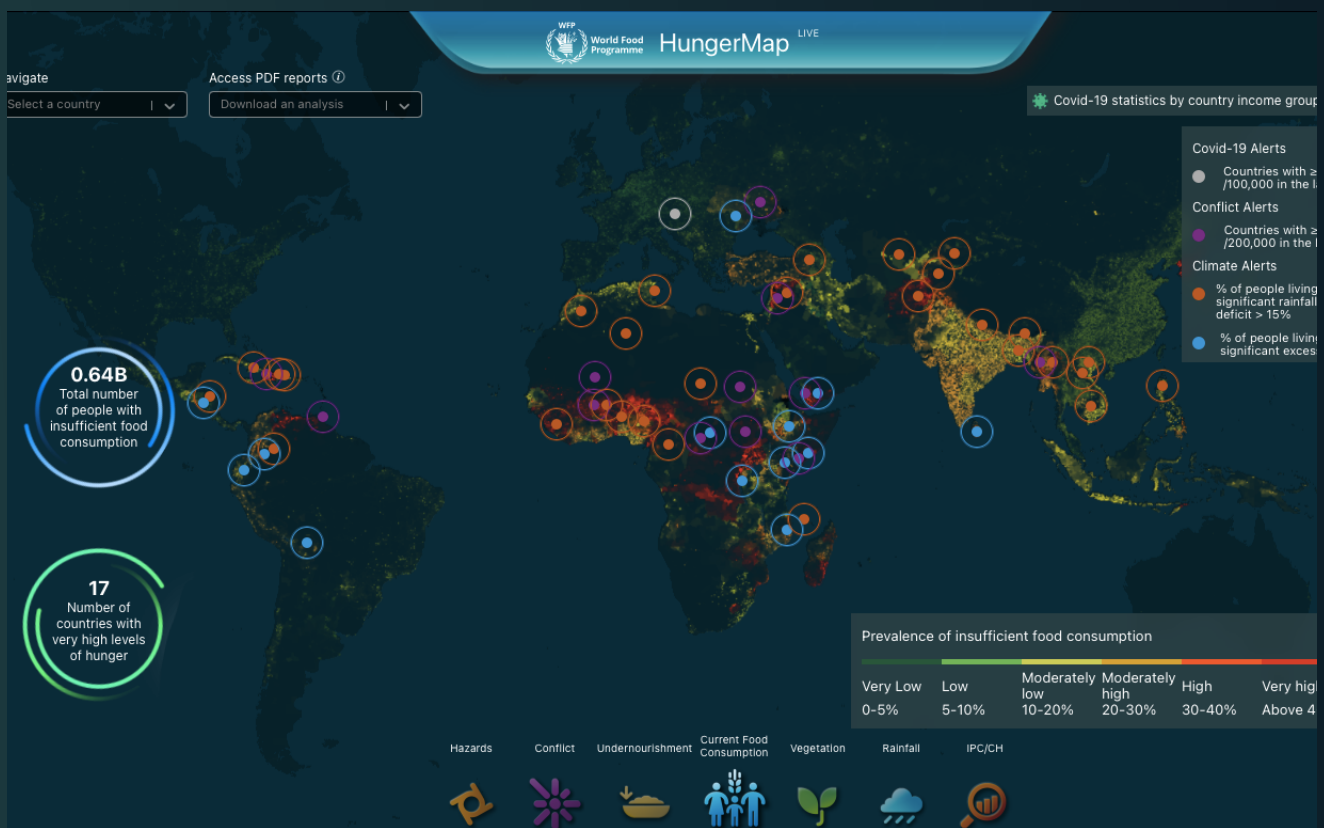 WFP
World Food
Programme
HungerMap
LIVE
avigate
Access PDF reports i
Select a country
Download an analysis
Covid-19 statistics by country income group
Covid-19 Alerts
Countries with ≥
/100,000 in the
Conflict Alerts
Countries with ≥
/200,000 in the
Climate Alerts
% of people living
significant rainfall
deficit > 15%
% of people living
significant excess
0.64B
Total number
of people with
insufficient food
consumption
17
Number of
countries with
very high levels
of hunger
Prevalence of insufficient food consumption
Very Low
0-5%
Low
5-10%
Moderately
low
10-20%
Moderately
high
20-30%
High
30-40%
Very high
Above 4
Hazards
Conflict
Undernourishment
Current Food
Consumption
Vegetation
Rainfall
IPC/CH